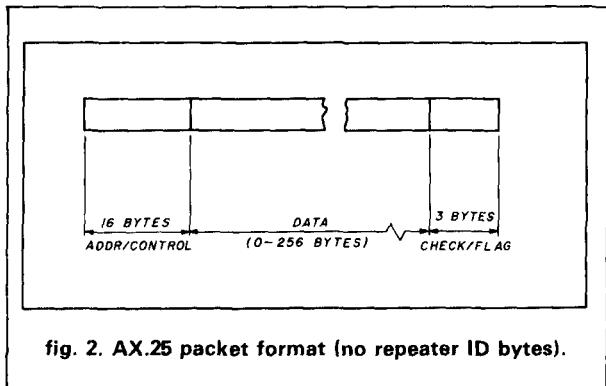 16 BYTES
ADDR/CONTROL
DATA
(0-256 BYTES)
3 BYTES
CHECK/FLAG
fig. 2. AX.25 packet format (no repeater ID bytes).